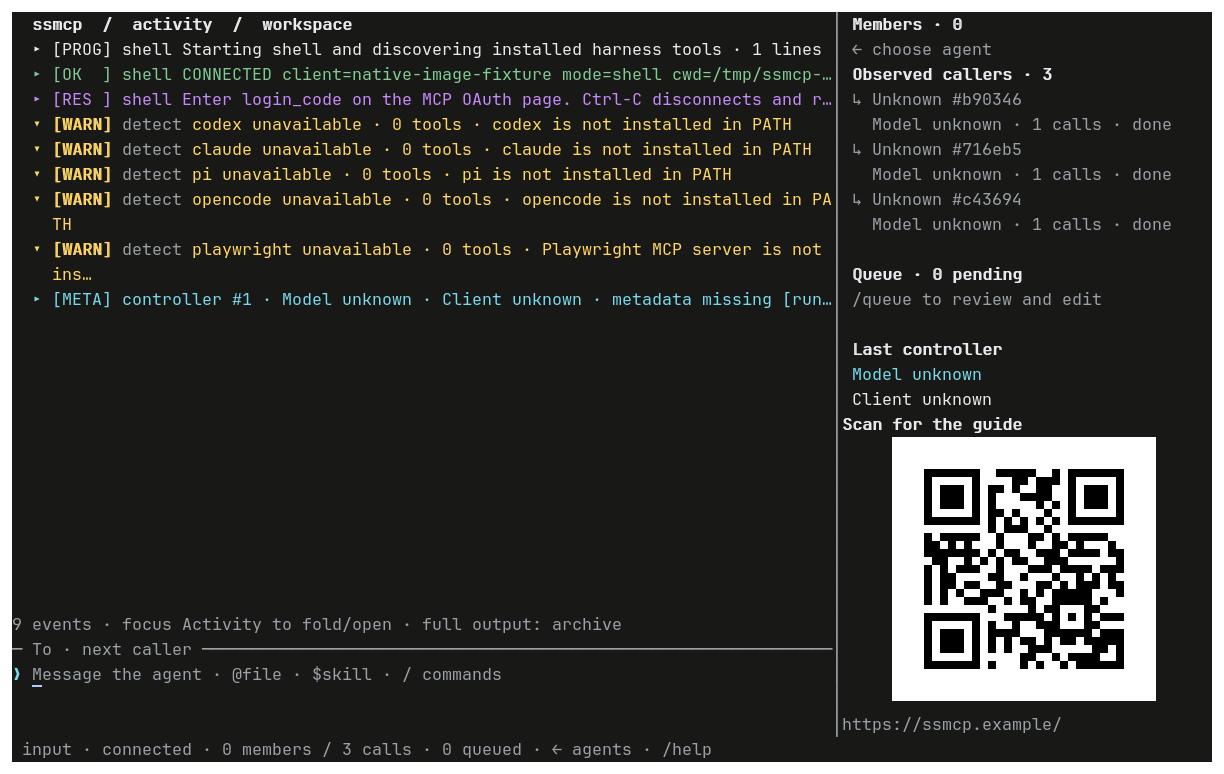 ssmcp / activity / workspace
▸ [PROG] shell Starting shell and discovering installed harness tools · 1 lines
▸ [OK  ] shell CONNECTED client=native-image-fixture mode=shell cwd=/tmp/ssmcp-…
▸ [RES ] shell Enter login_code on the MCP OAuth page. Ctrl-C disconnects and r…
▾ [WARN] detect codex unavailable · 0 tools · codex is not installed in PATH
▾ [WARN] detect claude unavailable · 0 tools · claude is not installed in PATH
▾ [WARN] detect pi unavailable · 0 tools · pi is not installed in PATH
▾ [WARN] detect opencode unavailable · 0 tools · opencode is not installed in PA
TH
▾ [WARN] detect playwright unavailable · 0 tools · Playwright MCP server is not
ins…
▸ [META] controller #1 · Model unknown · Client unknown · metadata missing [run…
9 events · focus Activity to fold/open · full output: archive
To · next caller
❯ Message the agent · @file · $skill · / commands
Members · 0
← choose agent
Observed callers · 3
↳ Unknown #b90346
Model unknown · 1 calls · done
↳ Unknown #716eb5
Model unknown · 1 calls · done
↳ Unknown #c43694
Model unknown · 1 calls · done
Queue · 0 pending
/queue to review and edit
Last controller
Model unknown
Client unknown
Scan for the guide
https://ssmcp.example/
input · connected · 0 members / 3 calls · 0 queued · ← agents · /help